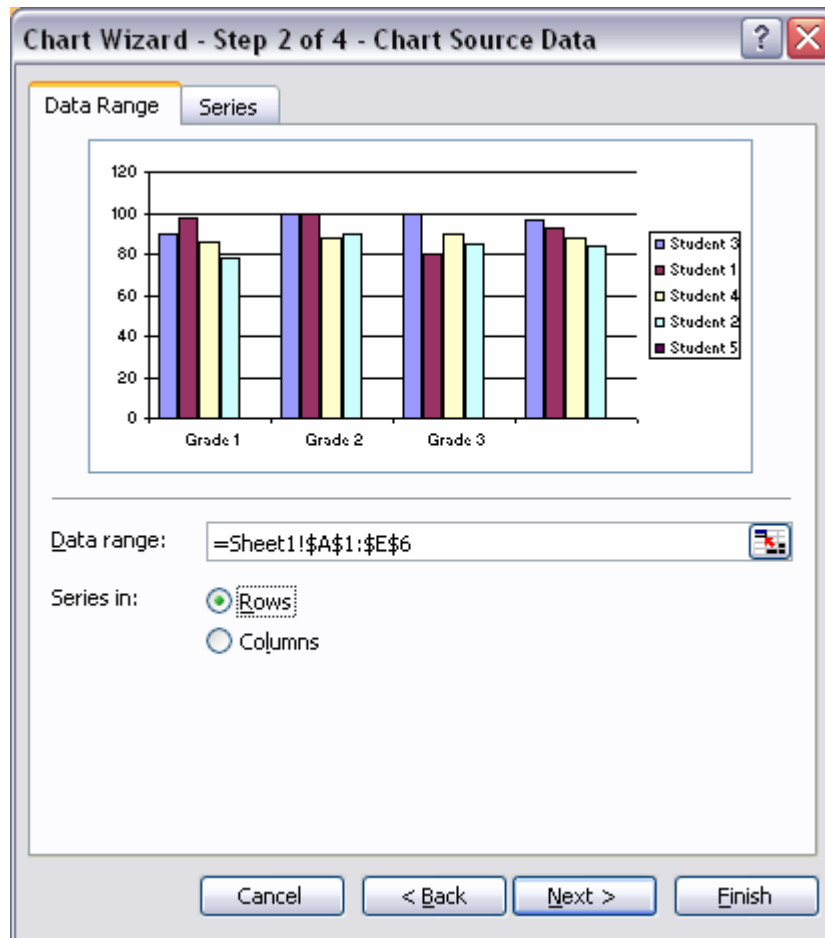 Chart Wizard - Step 2 of 4 - Chart Source Data
?
Data Range
Series
120
100
80
60
40
20
0
Grade 1 Grade 2 Grade 3
Student 3
Student 1
Student 4
Student 2
Student 5
Data range: =Sheet1!$A$1:$E$6
Series in: Rows
Columns
Cancel < Back Next > Finish